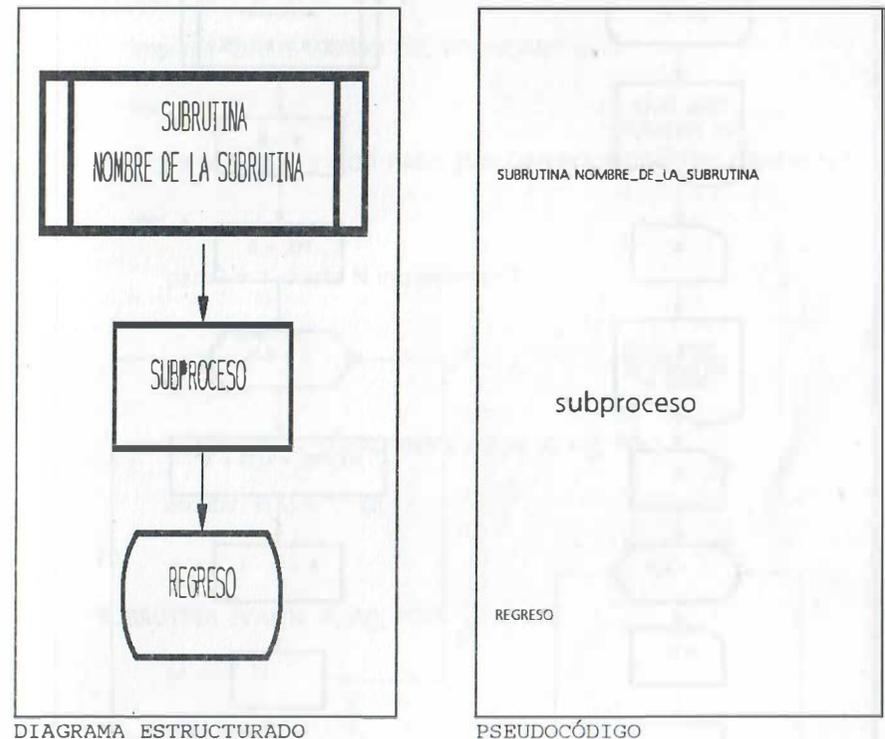 SUBRUTINA
NOMBRE DE LA SUBRUTINA
SUBPROCESO
REGRESO
DIAGRAMA ESTRUCTURADO
SUBRUTINA NOMBRE_DE_LA_SUBRUTINA
subproceso
REGRESO
PSEUDOCÓDIGO